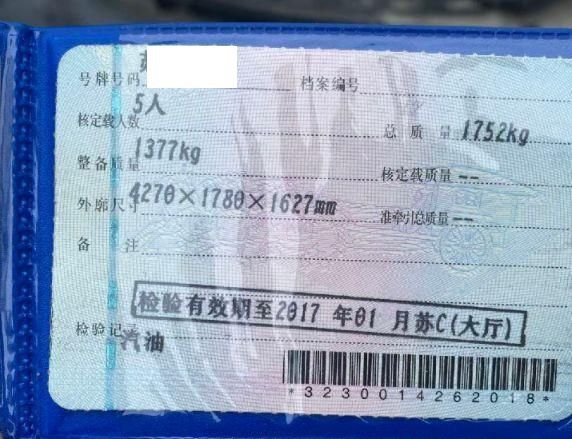 号牌号码 苏 档案编号
核定载人数 5人 总质量 1752kg
整备质量 1377kg 核定载质量 --
外廓尺寸 4270×1780×1627mm 准牵引总质量 --
备注
检验有效期至2017年01月苏C(大厅)
检验记录 汽油
*3230014262018*